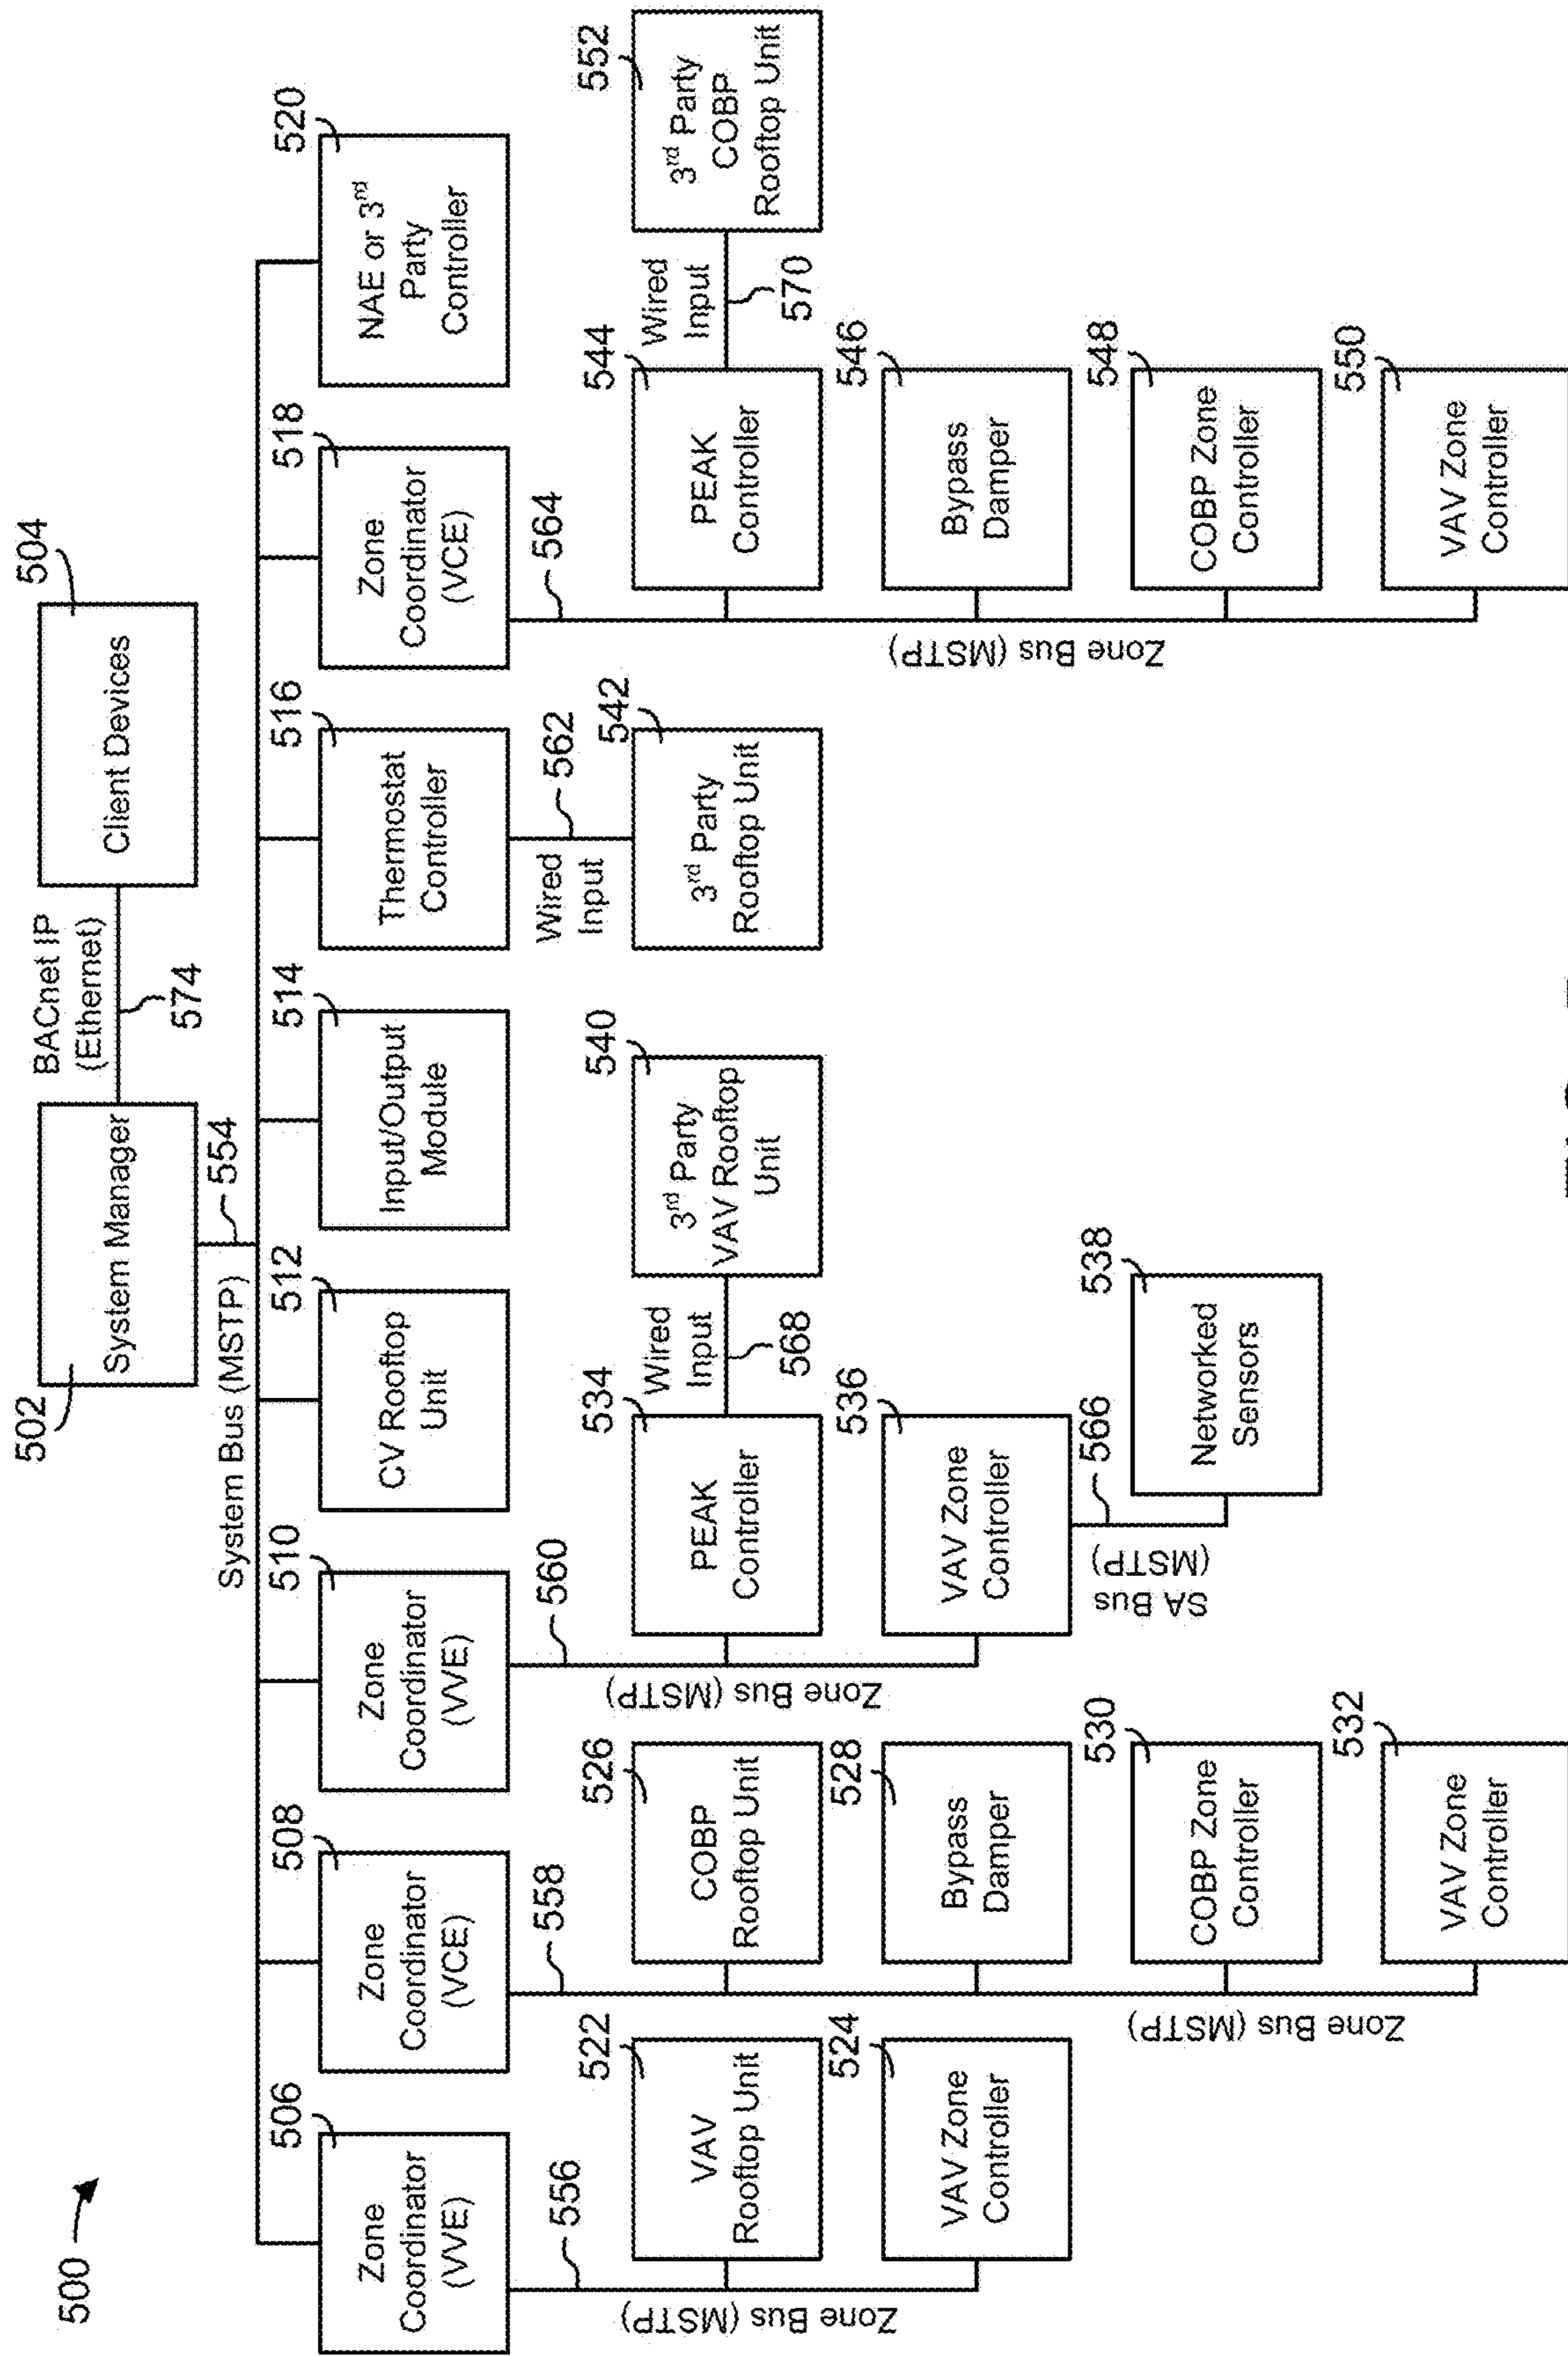 500
502
System Manager
BACnet IP
(Ethernet)
574
504
Client Devices
System Bus (MSTP)
554
506
Zone
Coordinator
(VVE)
508
Zone
Coordinator
(VCE)
510
Zone
Coordinator
(VVE)
512
CV Rooftop
Unit
514
Input/Output
Module
516
Thermostat
Controller
518
Zone
Coordinator
(VCE)
520
NAE or 3rd
Party
Controller
556
Zone Bus (MSTP)
522
VAV
Rooftop Unit
524
VAV Zone
Controller
558
Zone Bus (MSTP)
526
COBP
Rooftop Unit
528
Bypass
Damper
530
COBP Zone
Controller
532
VAV Zone
Controller
560
Zone Bus (MSTP)
534
PEAK
Controller
Wired
Input
568
540
3rd Party
VAV Rooftop
Unit
536
VAV Zone
Controller
566
SA Bus
(MSTP)
538
Networked
Sensors
Wired
Input
562
542
3rd Party
Rooftop Unit
564
Zone Bus (MSTP)
544
PEAK
Controller
Wired
Input
570
552
3rd Party
COBP
Rooftop Unit
546
Bypass
Damper
548
COBP Zone
Controller
550
VAV Zone
Controller